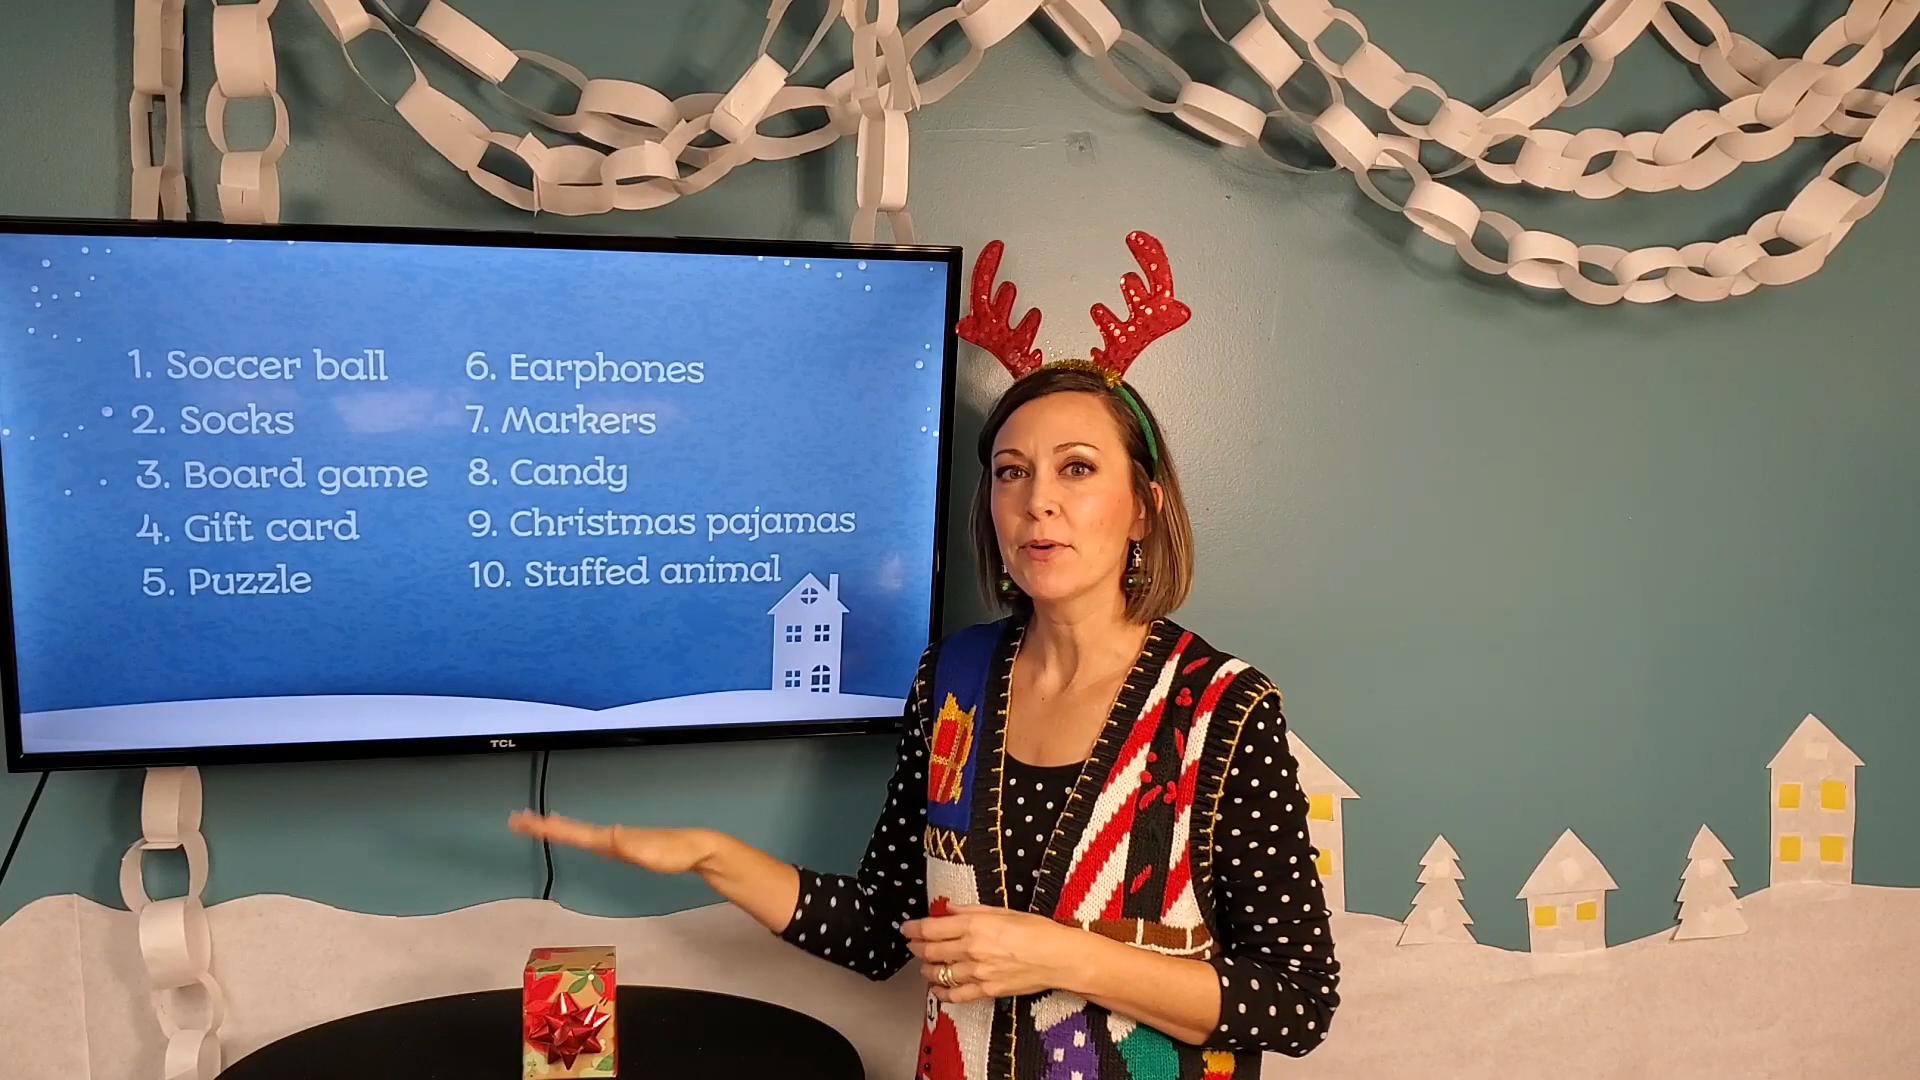 1. Soccer ball
2. Socks
3. Board game
4. Gift card
5. Puzzle
6. Earphones
7. Markers
8. Candy
9. Christmas pajamas
10. Stuffed animal
TCL